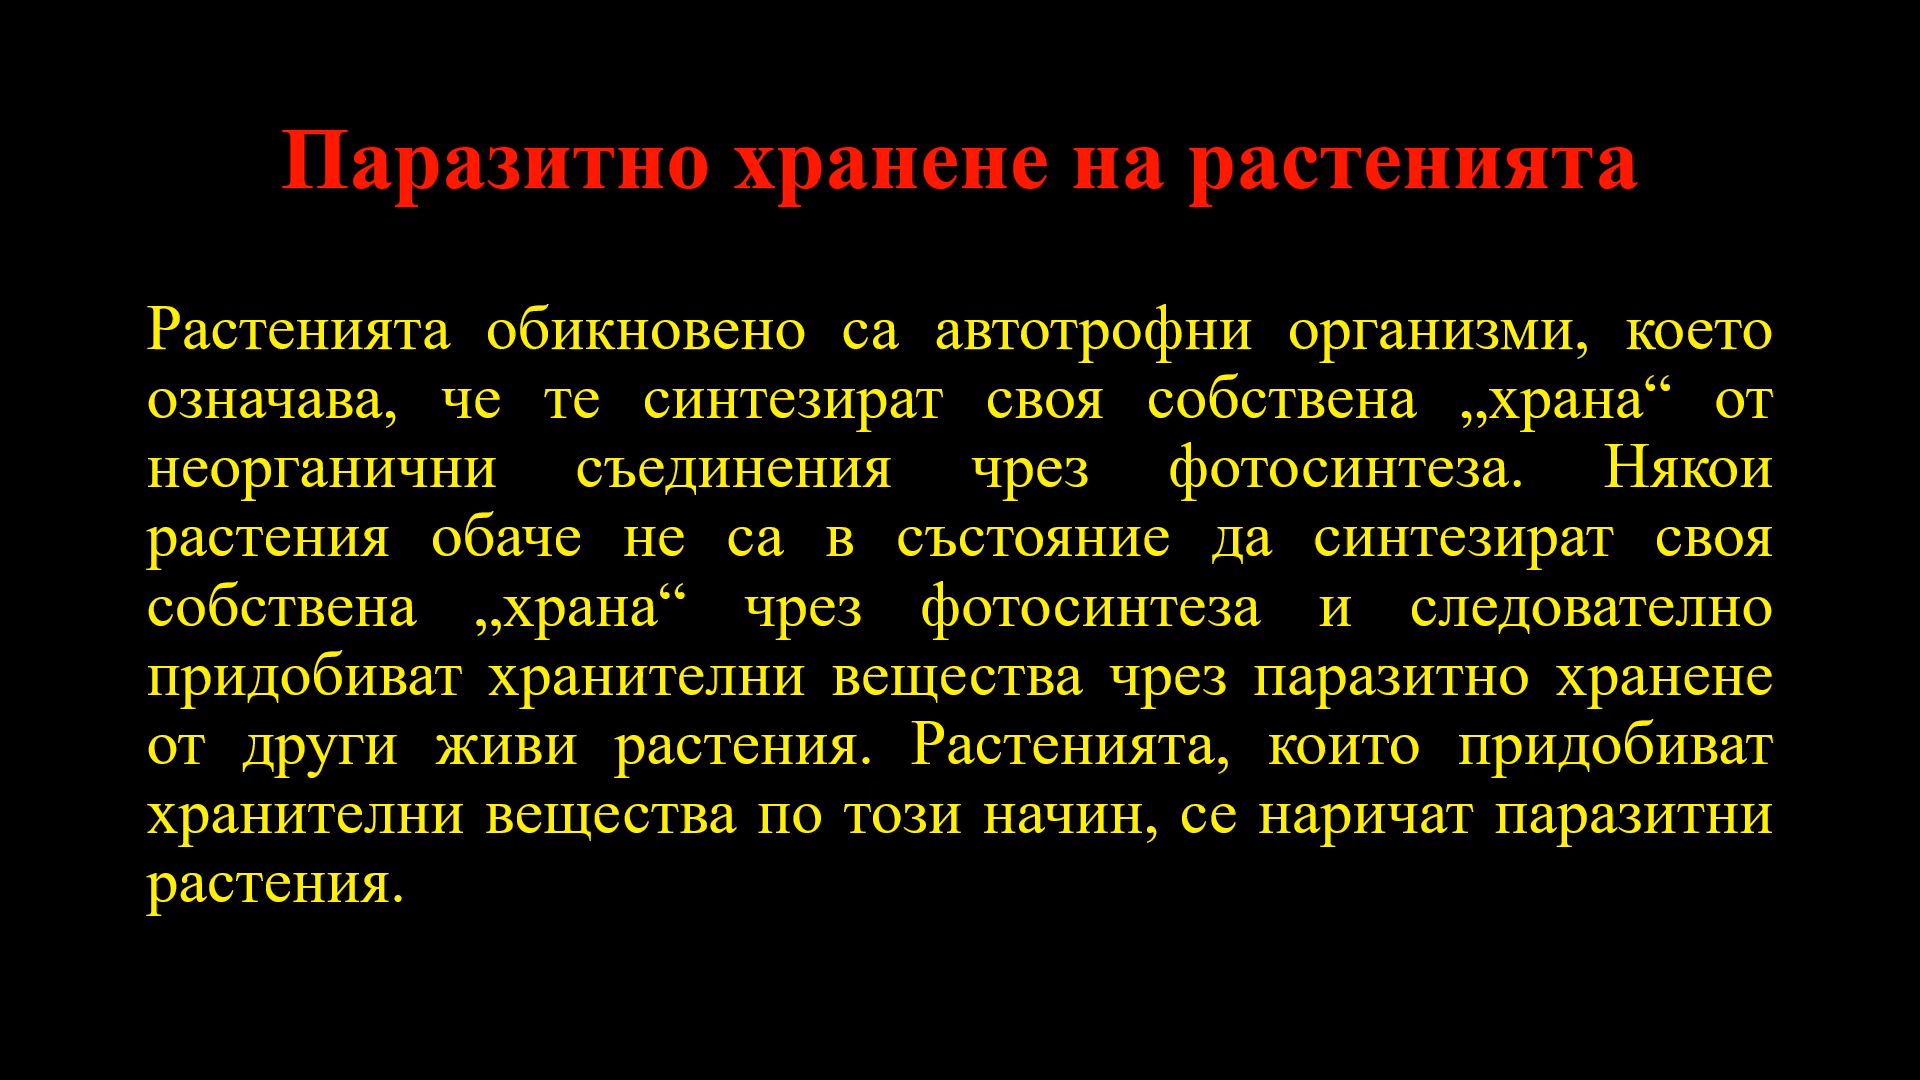 Паразитно хранене на растенията
Растенията обикновено са автотрофни организми, което
означава, че те синтезират своя собствена „храна“ от
неорганични съединения чрез фотосинтеза. Някои
растения обаче не са в състояние да синтезират своя
собствена „храна“ чрез фотосинтеза и следователно
придобиват хранителни вещества чрез паразитно хранене
от други живи растения. Растенията, които придобиват
хранителни вещества по този начин, се наричат паразитни
растения.